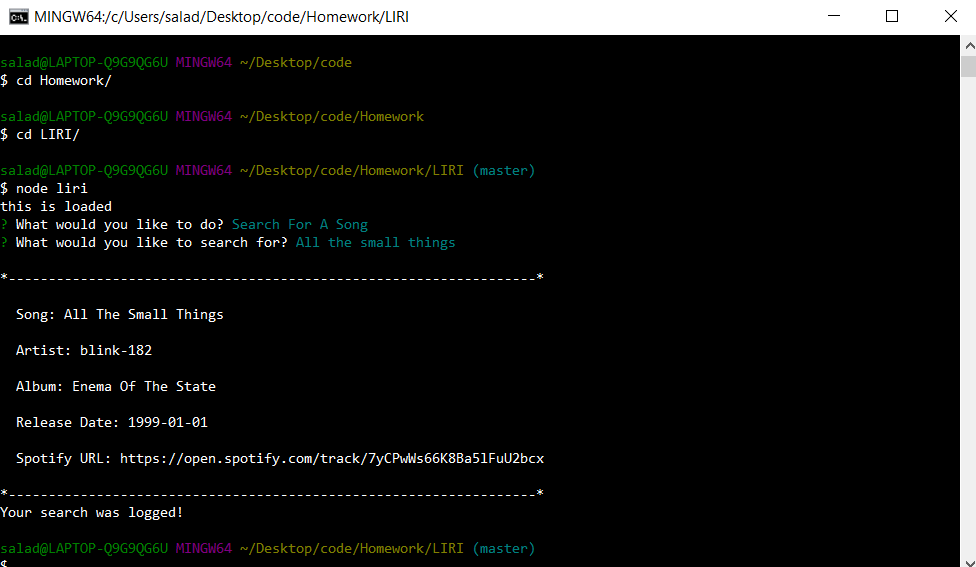 MINGW64:/c/Users/salad/Desktop/code/Homework/LIRI
salad@LAPTOP-Q9G9QG6U MINGW64 ~/Desktop/code
$ cd Homework/
salad@LAPTOP-Q9G9QG6U MINGW64 ~/Desktop/code/Homework
$ cd LIRI/
salad@LAPTOP-Q9G9QG6U MINGW64 ~/Desktop/code/Homework/LIRI (master)
$ node liri
this is loaded
? What would you like to do? Search For A Song
? What would you like to search for? All the small things
*------------------------------------------------------------------*
Song: All The Small Things
Artist: blink-182
Album: Enema Of The State
Release Date: 1999-01-01
Spotify URL: https://open.spotify.com/track/7yCPwWs66K8Ba5lFuU2bcx
*------------------------------------------------------------------*
Your search was logged!
salad@LAPTOP-Q9G9QG6U MINGW64 ~/Desktop/code/Homework/LIRI (master)
$